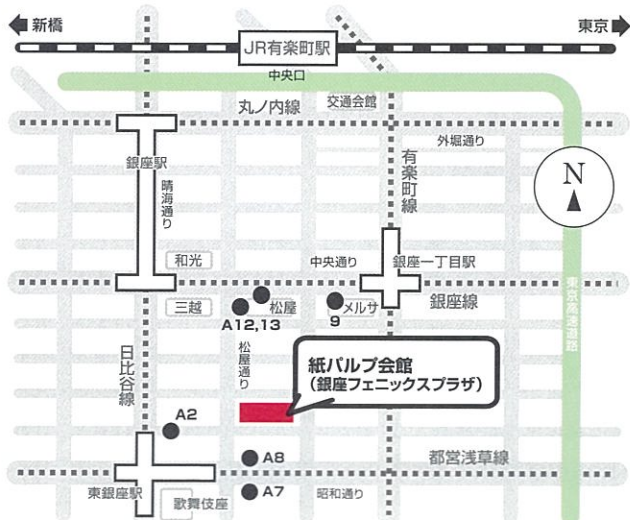 新橋
東京
JR有楽町駅
中央口
交通会館
丸ノ内線
外堀通り
銀座駅
有楽町線
N
晴海通り
和光
中央通り
銀座一丁目駅
三越
松屋
メルサ
銀座線
A12,13
9
東京高速道路
松屋通り
日比谷線
紙パルプ会館
(銀座フェニックスプラザ)
A2
A8
都営浅草線
東銀座駅
歌舞伎座
A7
昭和通り